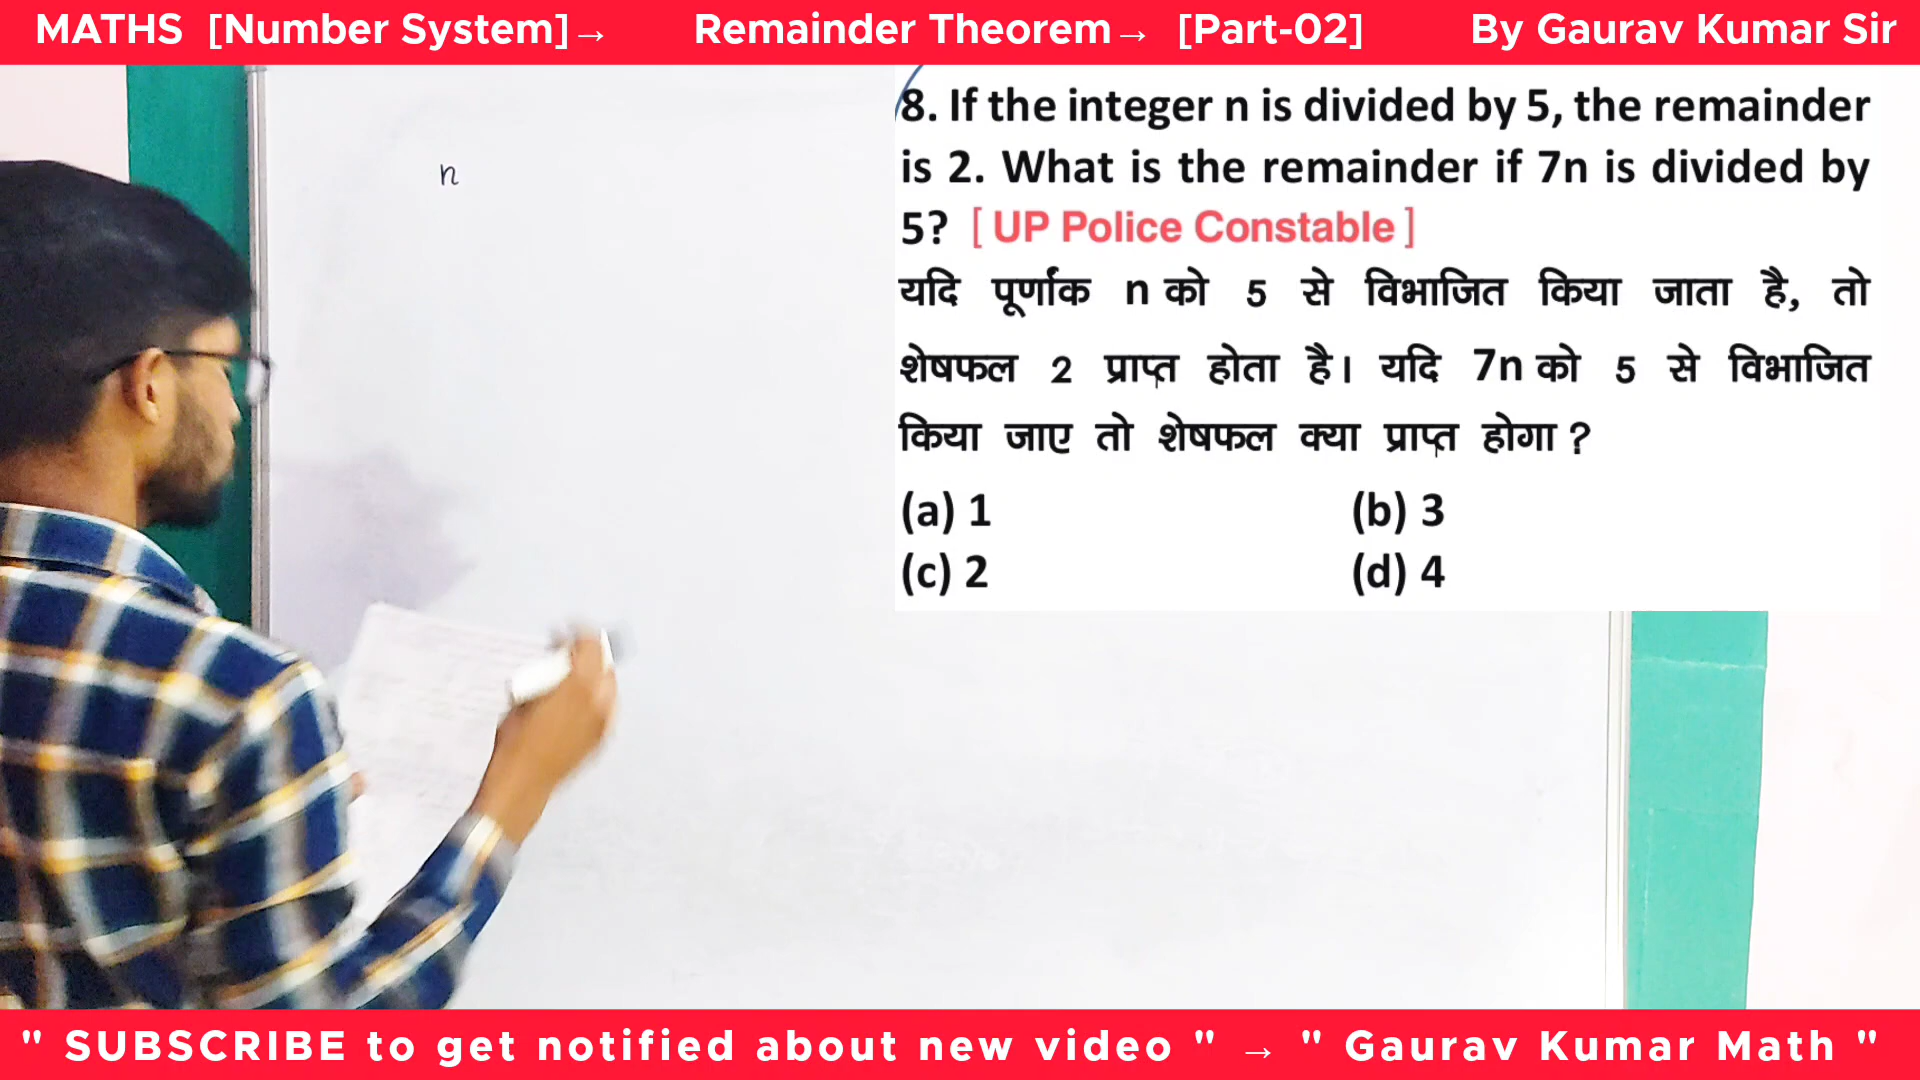 MATHS [Number System]→ Remainder Theorem→ [Part-02] By Gaurav Kumar Sir
n
8. If the integer n is divided by 5, the remainder
is 2. What is the remainder if 7n is divided by
5? [ UP Police Constable ]
यदि पूर्णांक n को 5 से विभाजित किया जाता है, तो
शेषफल 2 प्राप्त होता है। यदि 7n को 5 से विभाजित
किया जाए तो शेषफल क्या प्राप्त होगा ?
(a) 1 (b) 3
(c) 2 (d) 4
" SUBSCRIBE to get notified about new video " → " Gaurav Kumar Math "